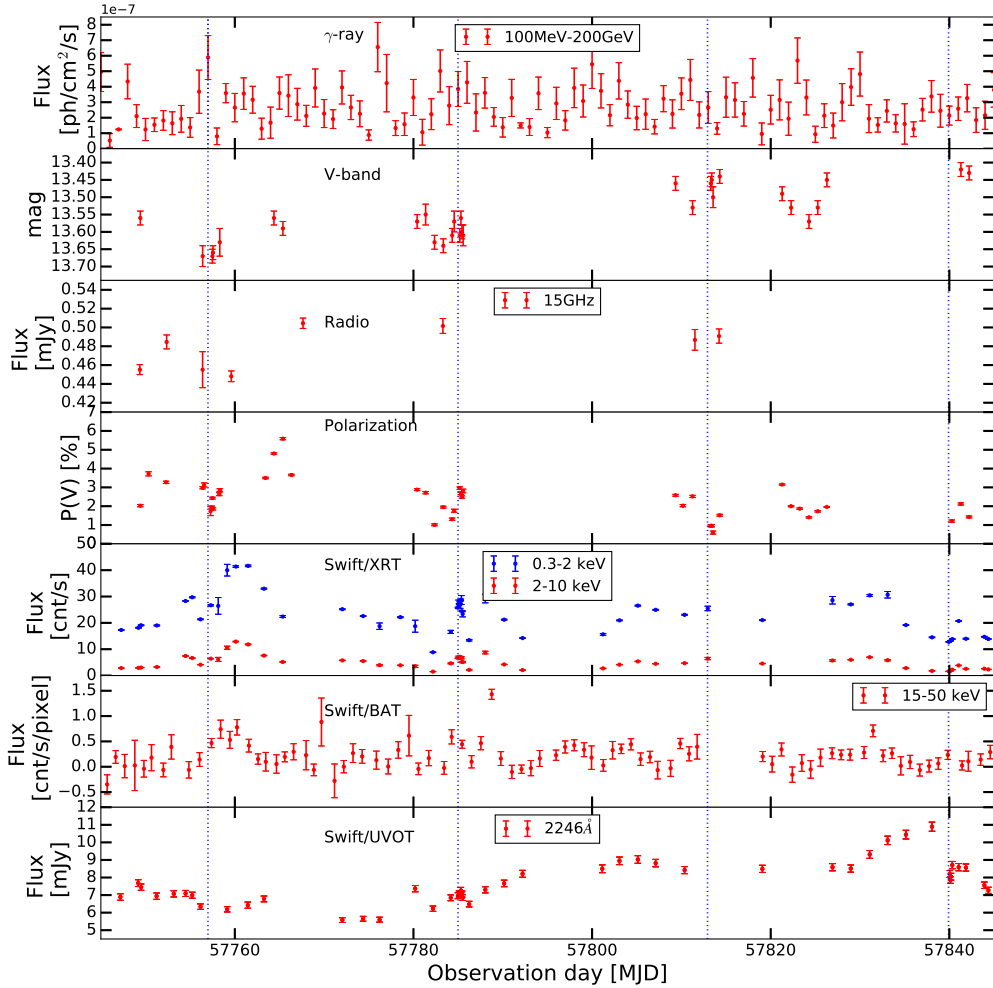 1e−7
γ-ray
100MeV-200GeV
Flux
[ph/cm²/s]
8
7
6
5
4
3
2
1
0
V-band
mag
13.40
13.45
13.50
13.55
13.60
13.65
13.70
15GHz
Radio
Flux
[mJy]
0.54
0.52
0.50
0.48
0.46
0.44
0.42
Polarization
P(V) [%]
7
6
5
4
3
2
1
0
Swift/XRT
0.3-2 keV
2-10 keV
Flux
[cnt/s]
50
40
30
20
10
0
Swift/BAT
15-50 keV
Flux
[cnt/s/pixel]
1.5
1.0
0.5
0.0
−0.5
Swift/UVOT
2246Å
Flux
[mJy]
12
11
10
9
8
7
6
5
57760
57780
57800
57820
57840
Observation day [MJD]